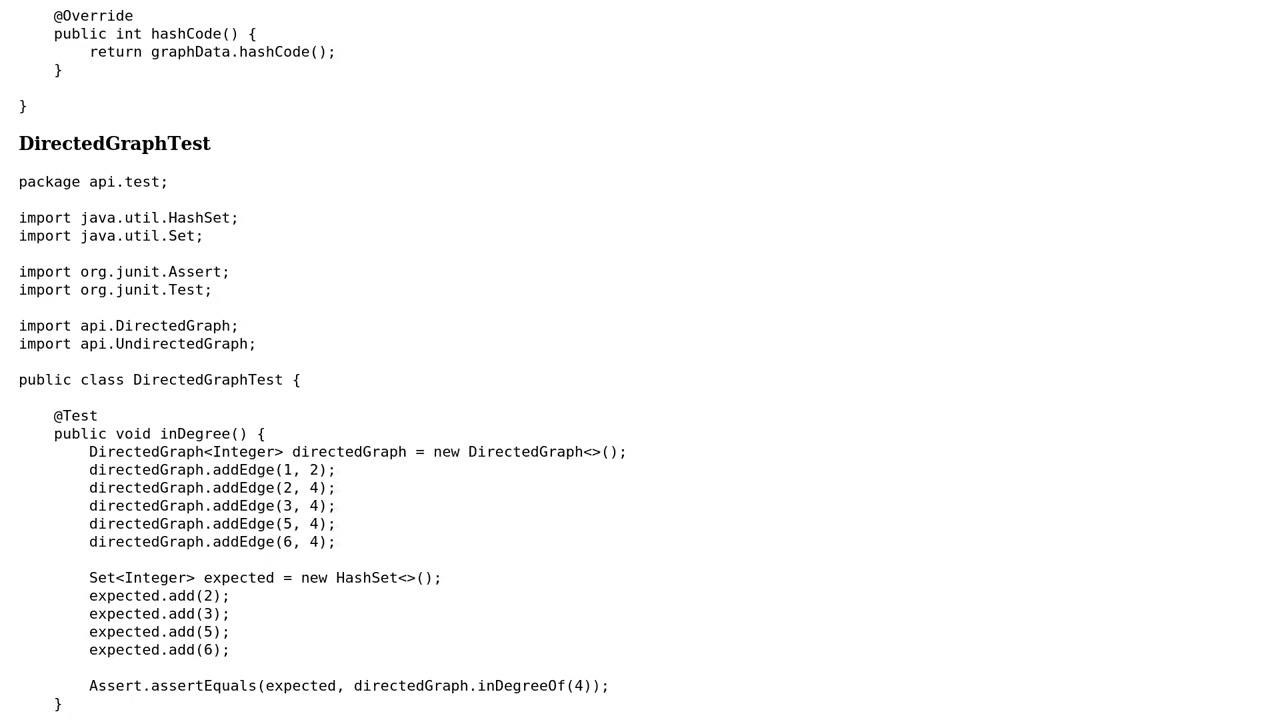 @Override
    public int hashCode() {
        return graphData.hashCode();
    }

}
DirectedGraphTest
package api.test;

import java.util.HashSet;
import java.util.Set;

import org.junit.Assert;
import org.junit.Test;

import api.DirectedGraph;
import api.UndirectedGraph;

public class DirectedGraphTest {

    @Test
    public void inDegree() {
        DirectedGraph<Integer> directedGraph = new DirectedGraph<>();
        directedGraph.addEdge(1, 2);
        directedGraph.addEdge(2, 4);
        directedGraph.addEdge(3, 4);
        directedGraph.addEdge(5, 4);
        directedGraph.addEdge(6, 4);

        Set<Integer> expected = new HashSet<>();
        expected.add(2);
        expected.add(3);
        expected.add(5);
        expected.add(6);

        Assert.assertEquals(expected, directedGraph.inDegreeOf(4));
    }